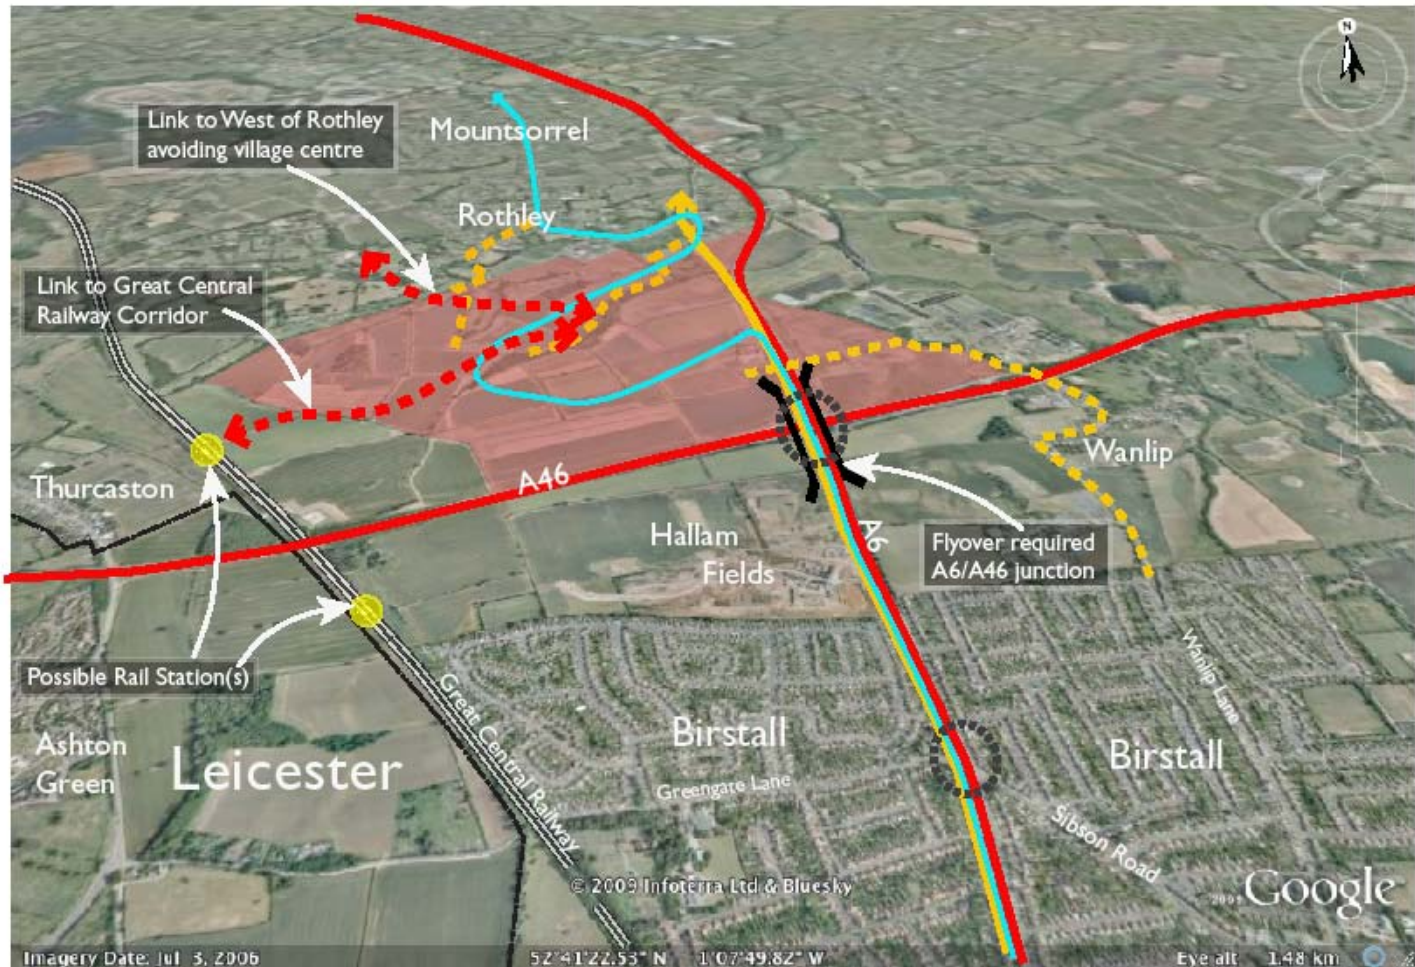 N
Link to West of Rothley
avoiding village centre
Mountsorrel
Rothley
Link to Great Central
Railway Corridor
Thurcaston
A46
Wanlip
Hallam
Fields
A6
Flyover required
A6/A46 junction
Possible Rail Station(s)
Great Central Railway
Wanlip Lane
Ashton
Green
Leicester
Birstall
Birstall
Greengate Lane
Sibson Road
© 2009 Infoterra Ltd & Bluesky
2009 Google
Imagery Date: Jul 3, 2006
52°41'22.53" N 1°07'49.82" W
Eye alt 1.48 km